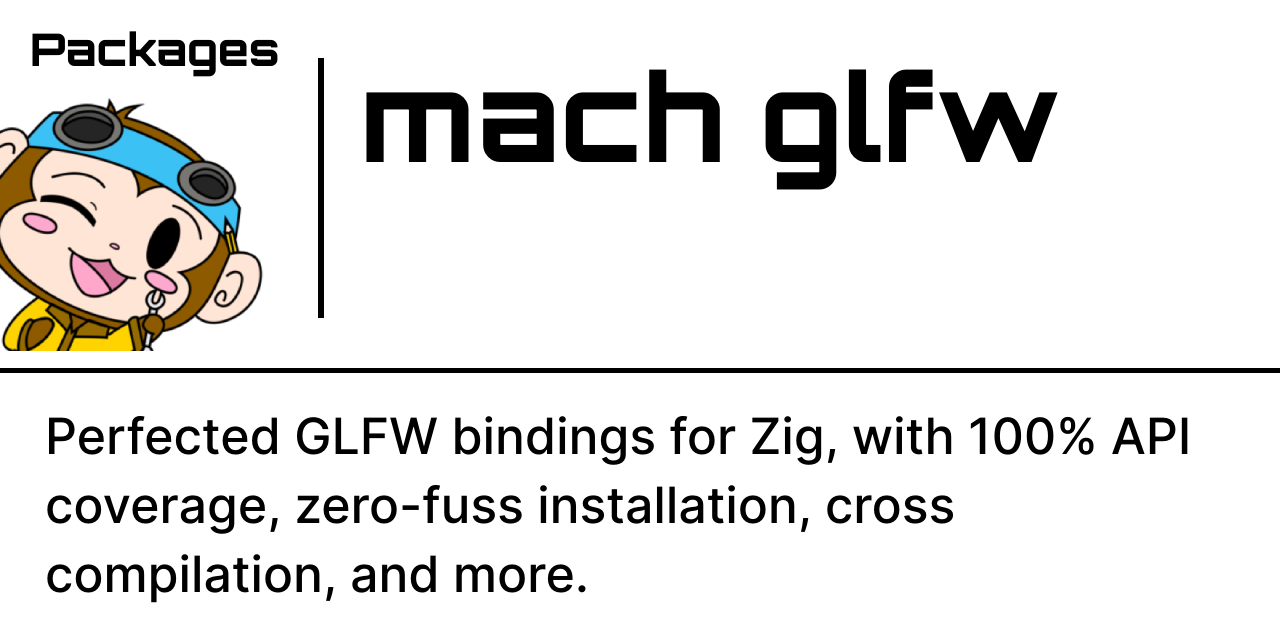 Packages
mach glfw
Perfected GLFW bindings for Zig, with 100% API
coverage, zero-fuss installation, cross
compilation, and more.